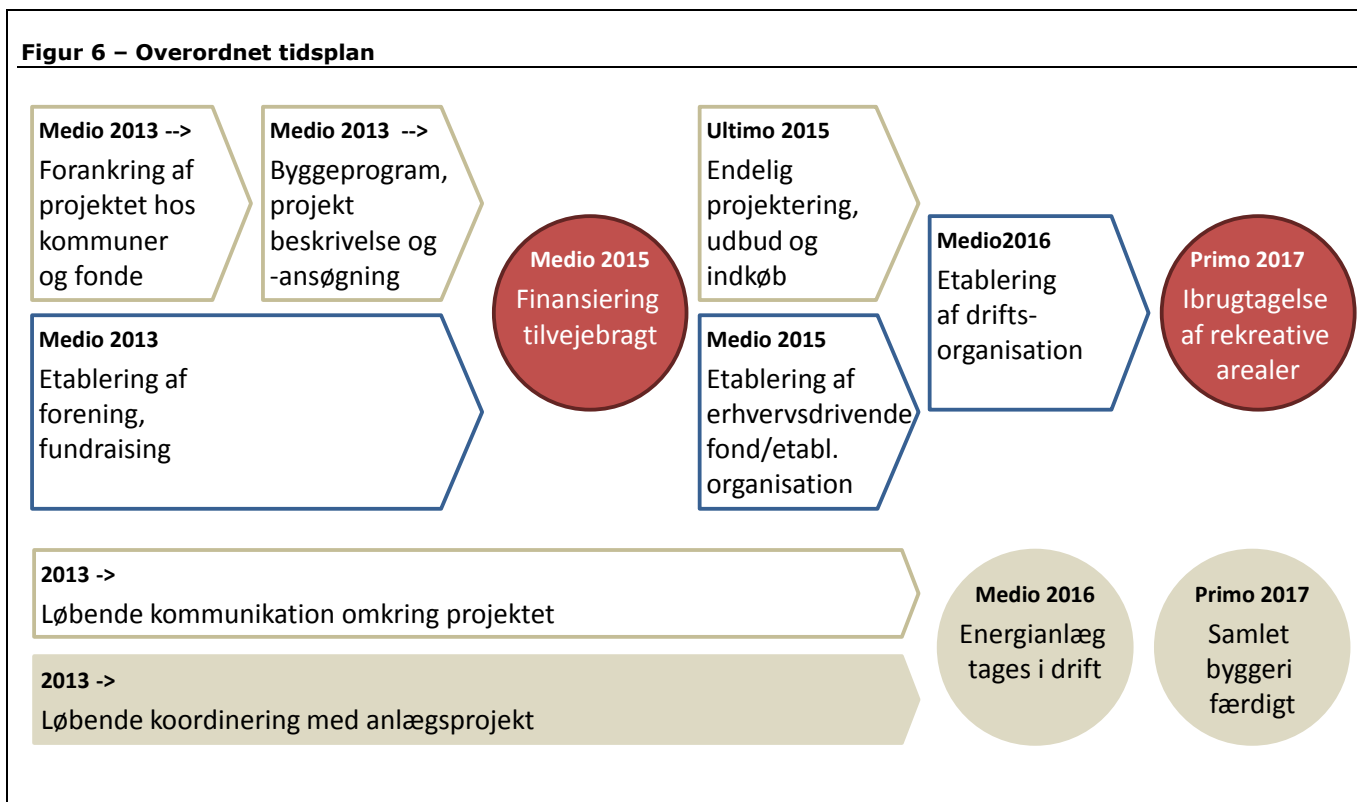 Figur 6 – Overordnet tidsplan
Medio 2013 -->
Forankring af
projektet hos
kommuner
og fonde
Medio 2013 -->
Byggeprogram,
projekt
beskrivelse og
-ansøgning
Medio 2013
Etablering af
forening,
fundraising
Medio 2015
Finansiering
tilvejebragt
Ultimo 2015
Endelig
projektering,
udbud og
indkøb
Medio 2015
Etablering af
erhvervsdrivende
fond/etabl.
organisation
Medio2016
Etablering
af drifts-
organisation
Primo 2017
Ibrugtagelse
af rekreative
arealer
2013 ->
Løbende kommunikation omkring projektet
2013 ->
Løbende koordinering med anlægsprojekt
Medio 2016
Energianlæg
tages i drift
Primo 2017
Samlet
byggeri
færdigt